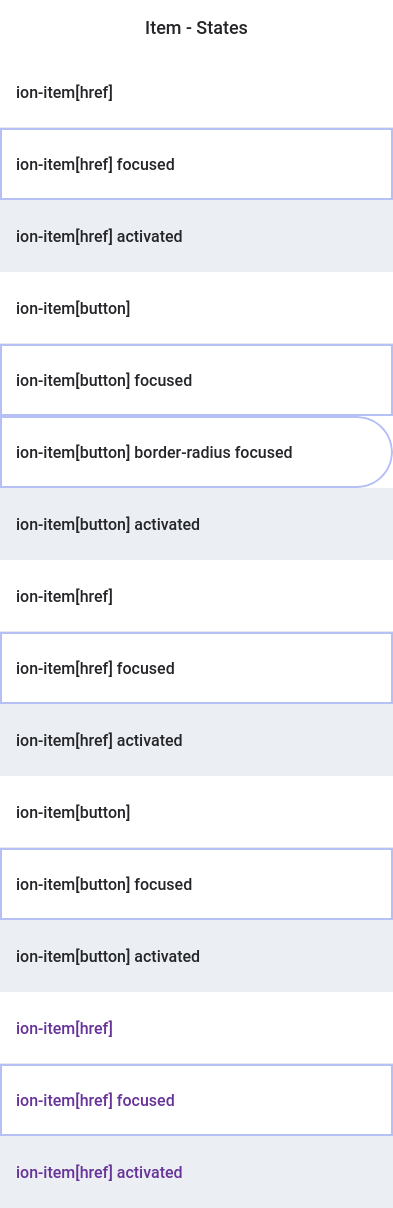 Item - States
ion-item[href]
ion-item[href] focused
ion-item[href] activated
ion-item[button]
ion-item[button] focused
ion-item[button] border-radius focused
ion-item[button] activated
ion-item[href]
ion-item[href] focused
ion-item[href] activated
ion-item[button]
ion-item[button] focused
ion-item[button] activated
ion-item[href]
ion-item[href] focused
ion-item[href] activated